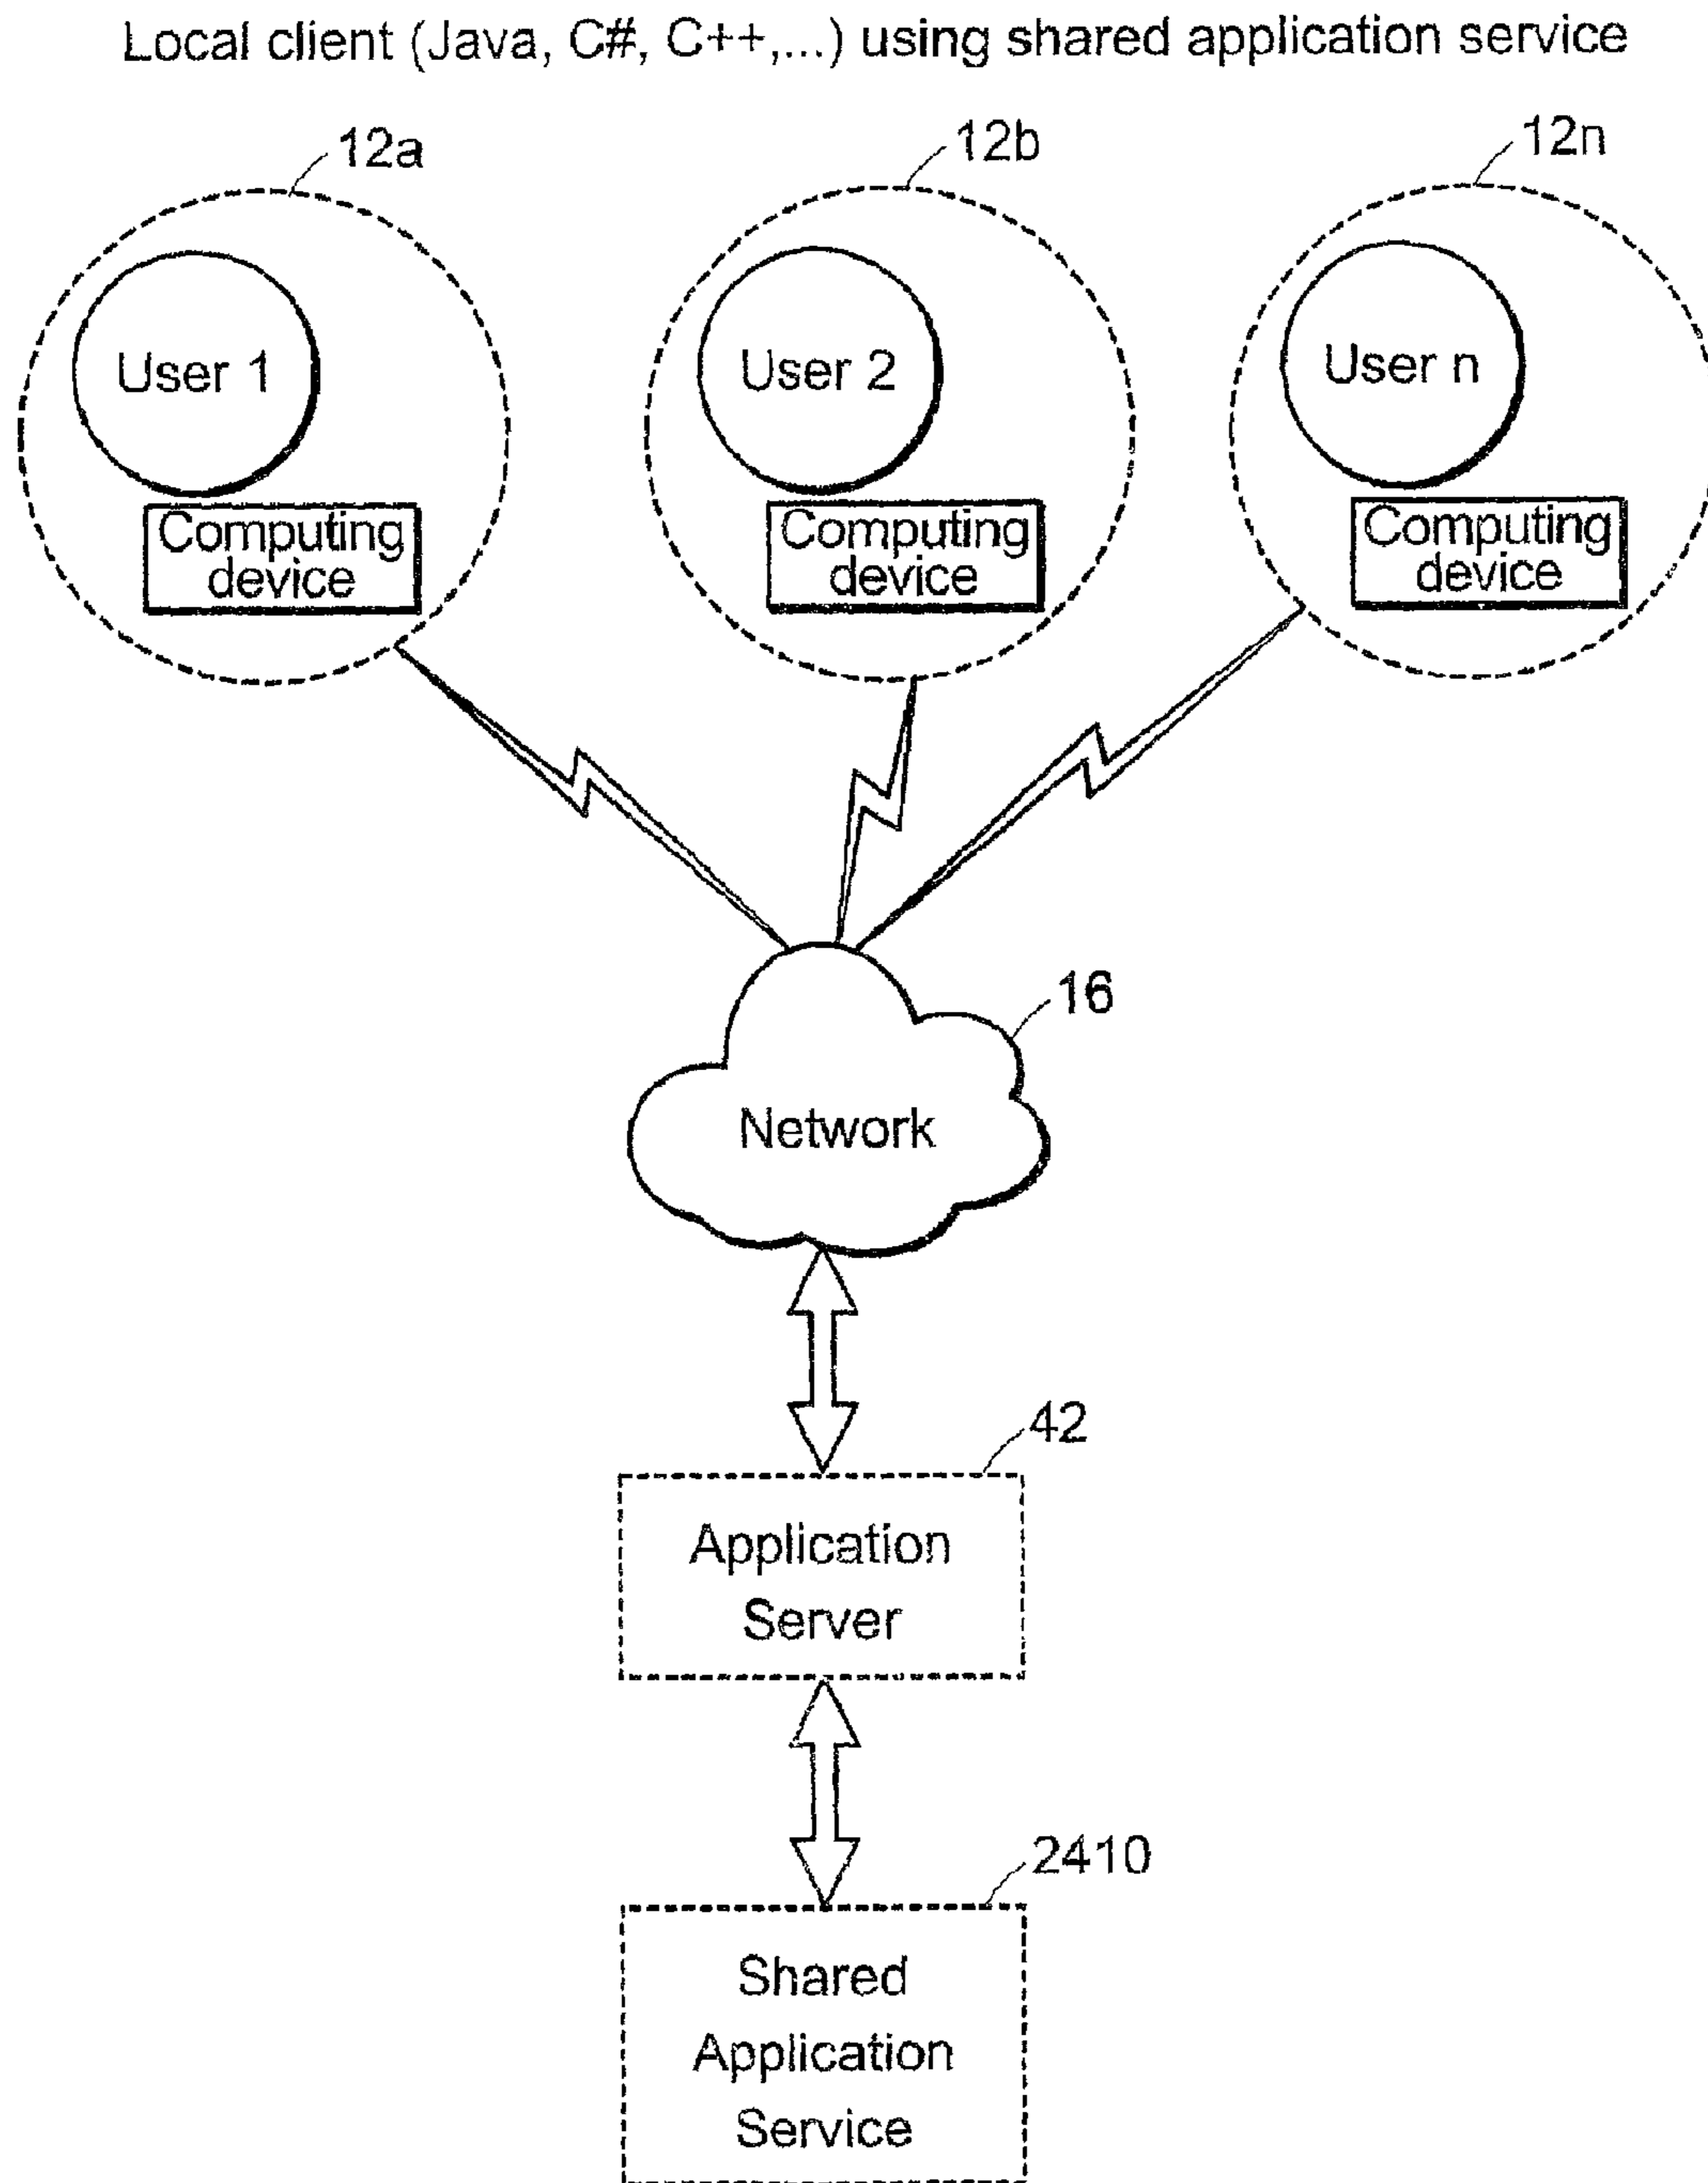 Local client (Java, C#, C++,...) using shared application service
12a
12b
12n
User 1
User 2
User n
Computing
device
Computing
device
Computing
device
16
Network
42
Application
Server
2410
Shared
Application
Service